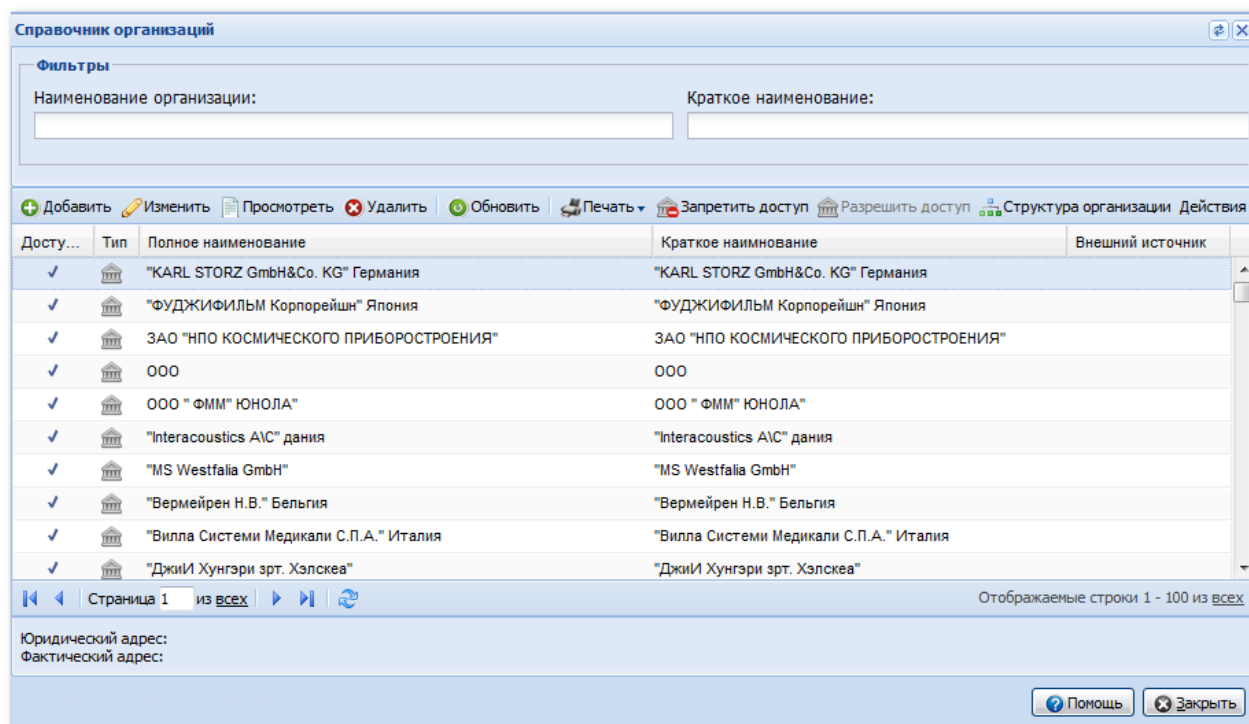 Справочник организаций
Фильтры
Наименование организации: Краткое наименование:
Добавить Изменить Просмотреть Удалить Обновить Печать Запретить доступ Разрешить доступ Структура организации Действия
Досту... Тип Полное наименование Краткое наимнование Внешний источник
"KARL STORZ GmbH&Co. KG" Германия "KARL STORZ GmbH&Co. KG" Германия
"ФУДЖИФИЛЬМ Корпорейшн" Япония "ФУДЖИФИЛЬМ Корпорейшн" Япония
ЗАО "НПО КОСМИЧЕСКОГО ПРИБОРОСТРОЕНИЯ" ЗАО "НПО КОСМИЧЕСКОГО ПРИБОРОСТРОЕНИЯ"
ООО ООО
ООО " ФММ" ЮНОЛА" ООО " ФММ" ЮНОЛА"
"Interacoustics A\C" дания "Interacoustics A\C" дания
"MS Westfalia GmbH" "MS Westfalia GmbH"
"Вермейрен Н.В." Бельгия "Вермейрен Н.В." Бельгия
"Вилла Системи Медикали С.П.А." Италия "Вилла Системи Медикали С.П.А." Италия
"ДжиИ Хунгэри зрт. Хэлскеа" "ДжиИ Хунгэри зрт. Хэлскеа"
Страница 1 из всех Отображаемые строки 1 - 100 из всех
Юридический адрес:
Фактический адрес:
Помощь Закрыть